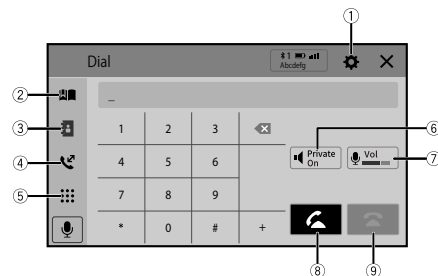 ①
Dial
1
Abcdefg
②
_
③
1 2 3
⑥
④
4 5 6
Private
On
Vol
⑦
⑤
7 8 9
* 0 # +
⑧ ⑨